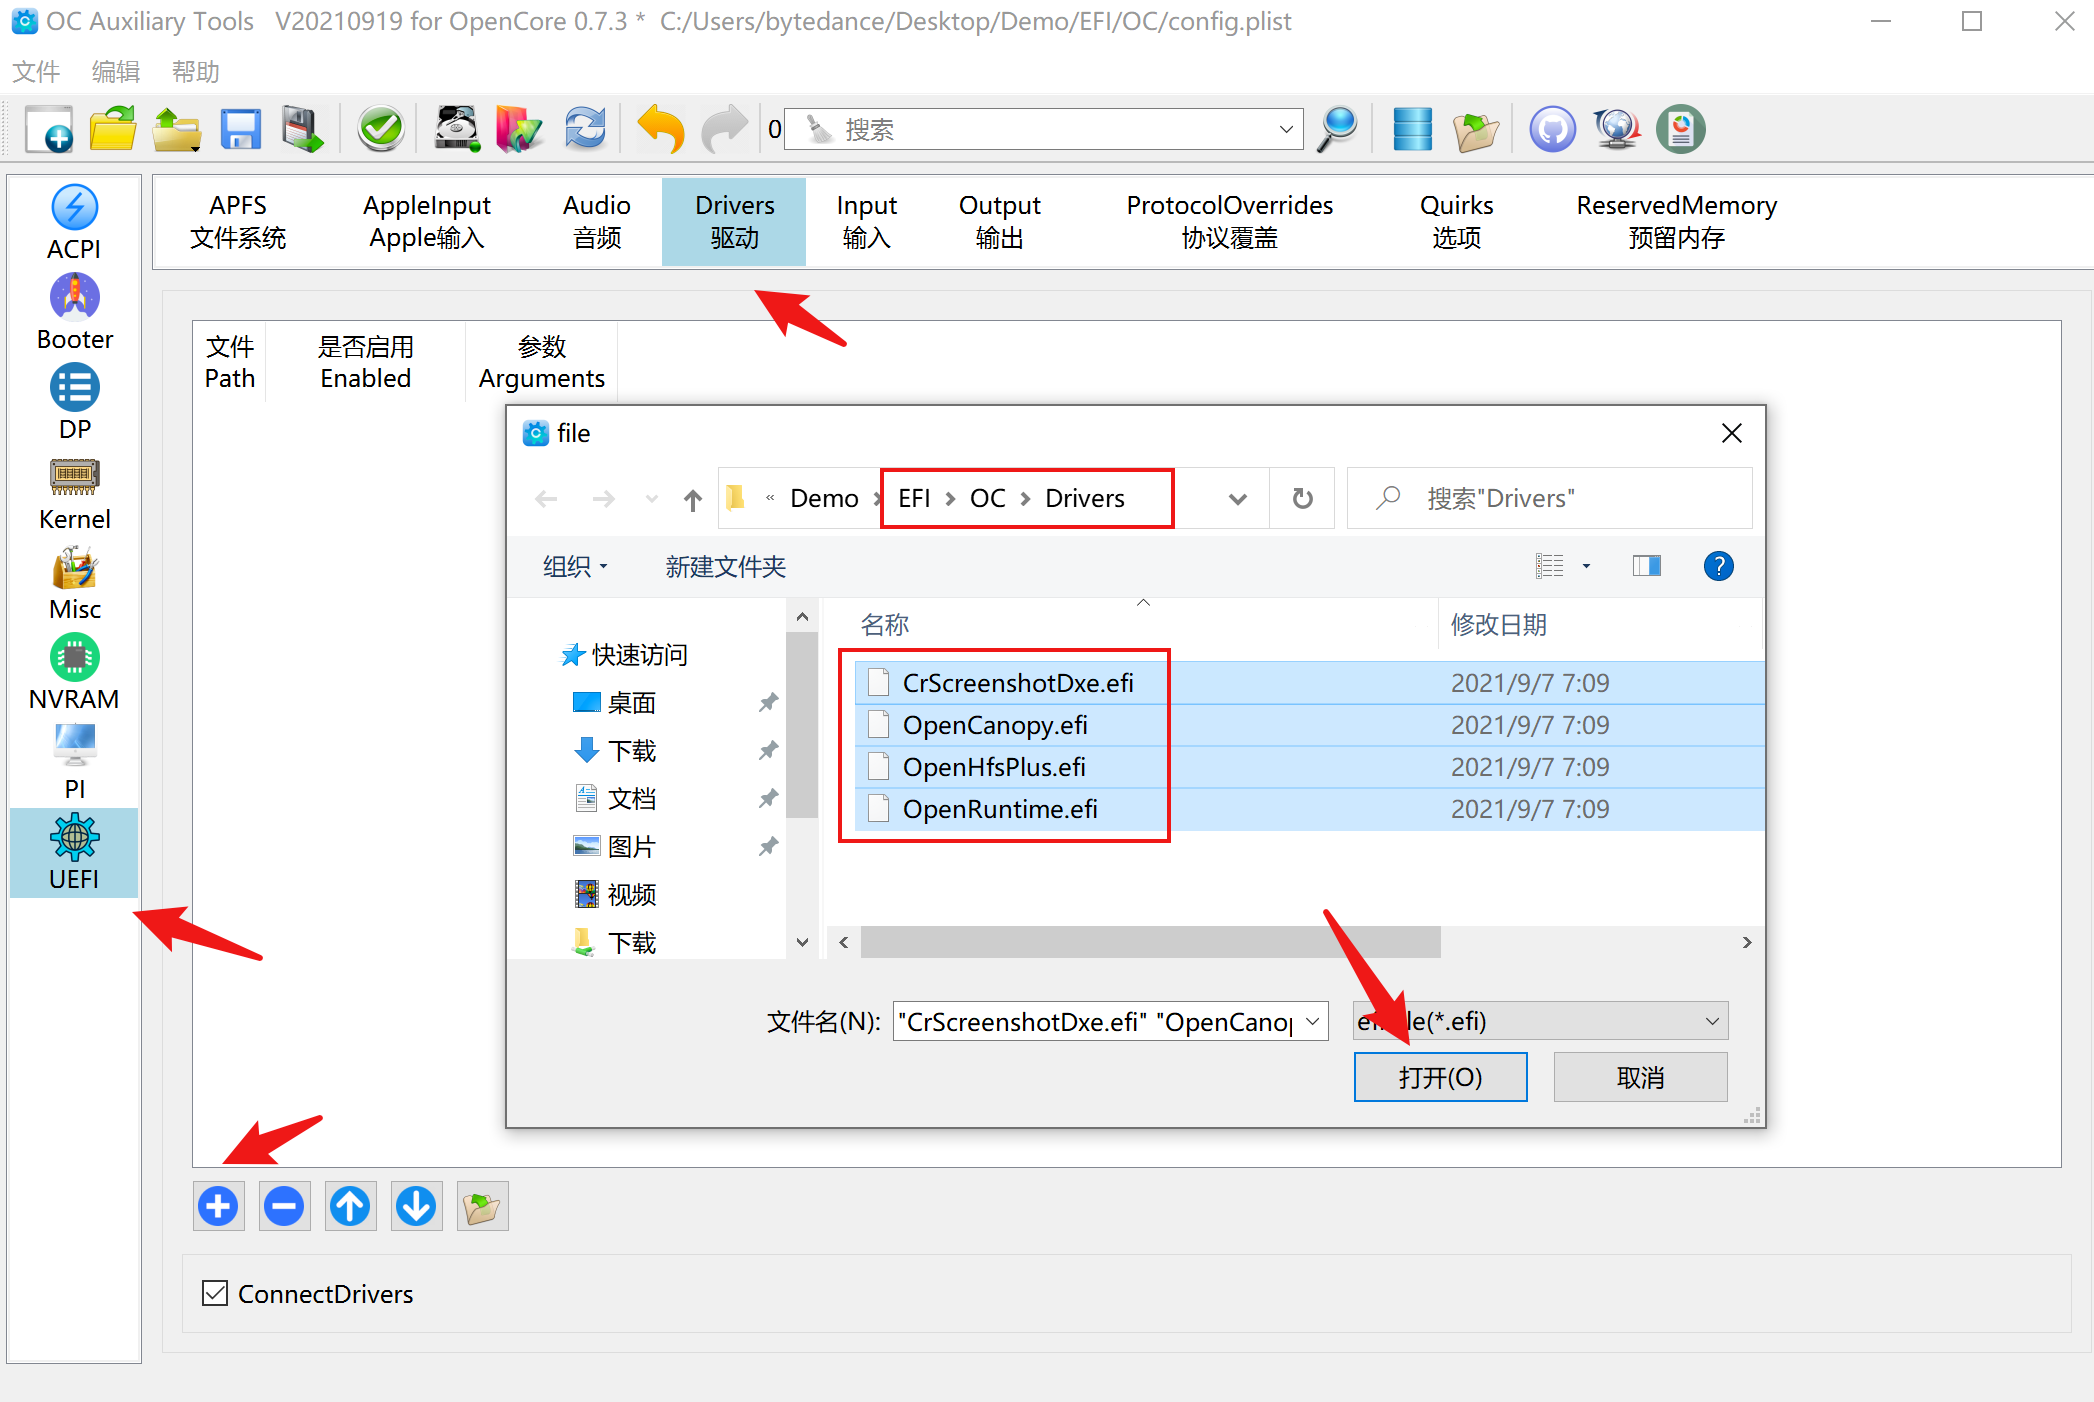 OC Auxiliary Tools   V20210919 for OpenCore 0.7.3 *  C:/Users/bytedance/Desktop/Demo/EFI/OC/config.plist
文件 编辑 帮助
0 搜索
ACPI
Booter
DP
Kernel
Misc
NVRAM
PI
UEFI
APFS AppleInput Audio Drivers Input Output ProtocolOverrides Quirks ReservedMemory
文件系统 Apple输入 音频 驱动 输入 输出 协议覆盖 选项 预留内存
文件 是否启用 参数
Path Enabled Arguments
file
« Demo › EFI › OC › Drivers
搜索"Drivers"
组织 新建文件夹
名称 修改日期
快速访问
桌面
下载
文档
图片
视频
下载
CrScreenshotDxe.efi 2021/9/7 7:09
OpenCanopy.efi 2021/9/7 7:09
OpenHfsPlus.efi 2021/9/7 7:09
OpenRuntime.efi 2021/9/7 7:09
文件名(N): "CrScreenshotDxe.efi" "OpenCanop
(*.efi)
打开(O) 取消
ConnectDrivers